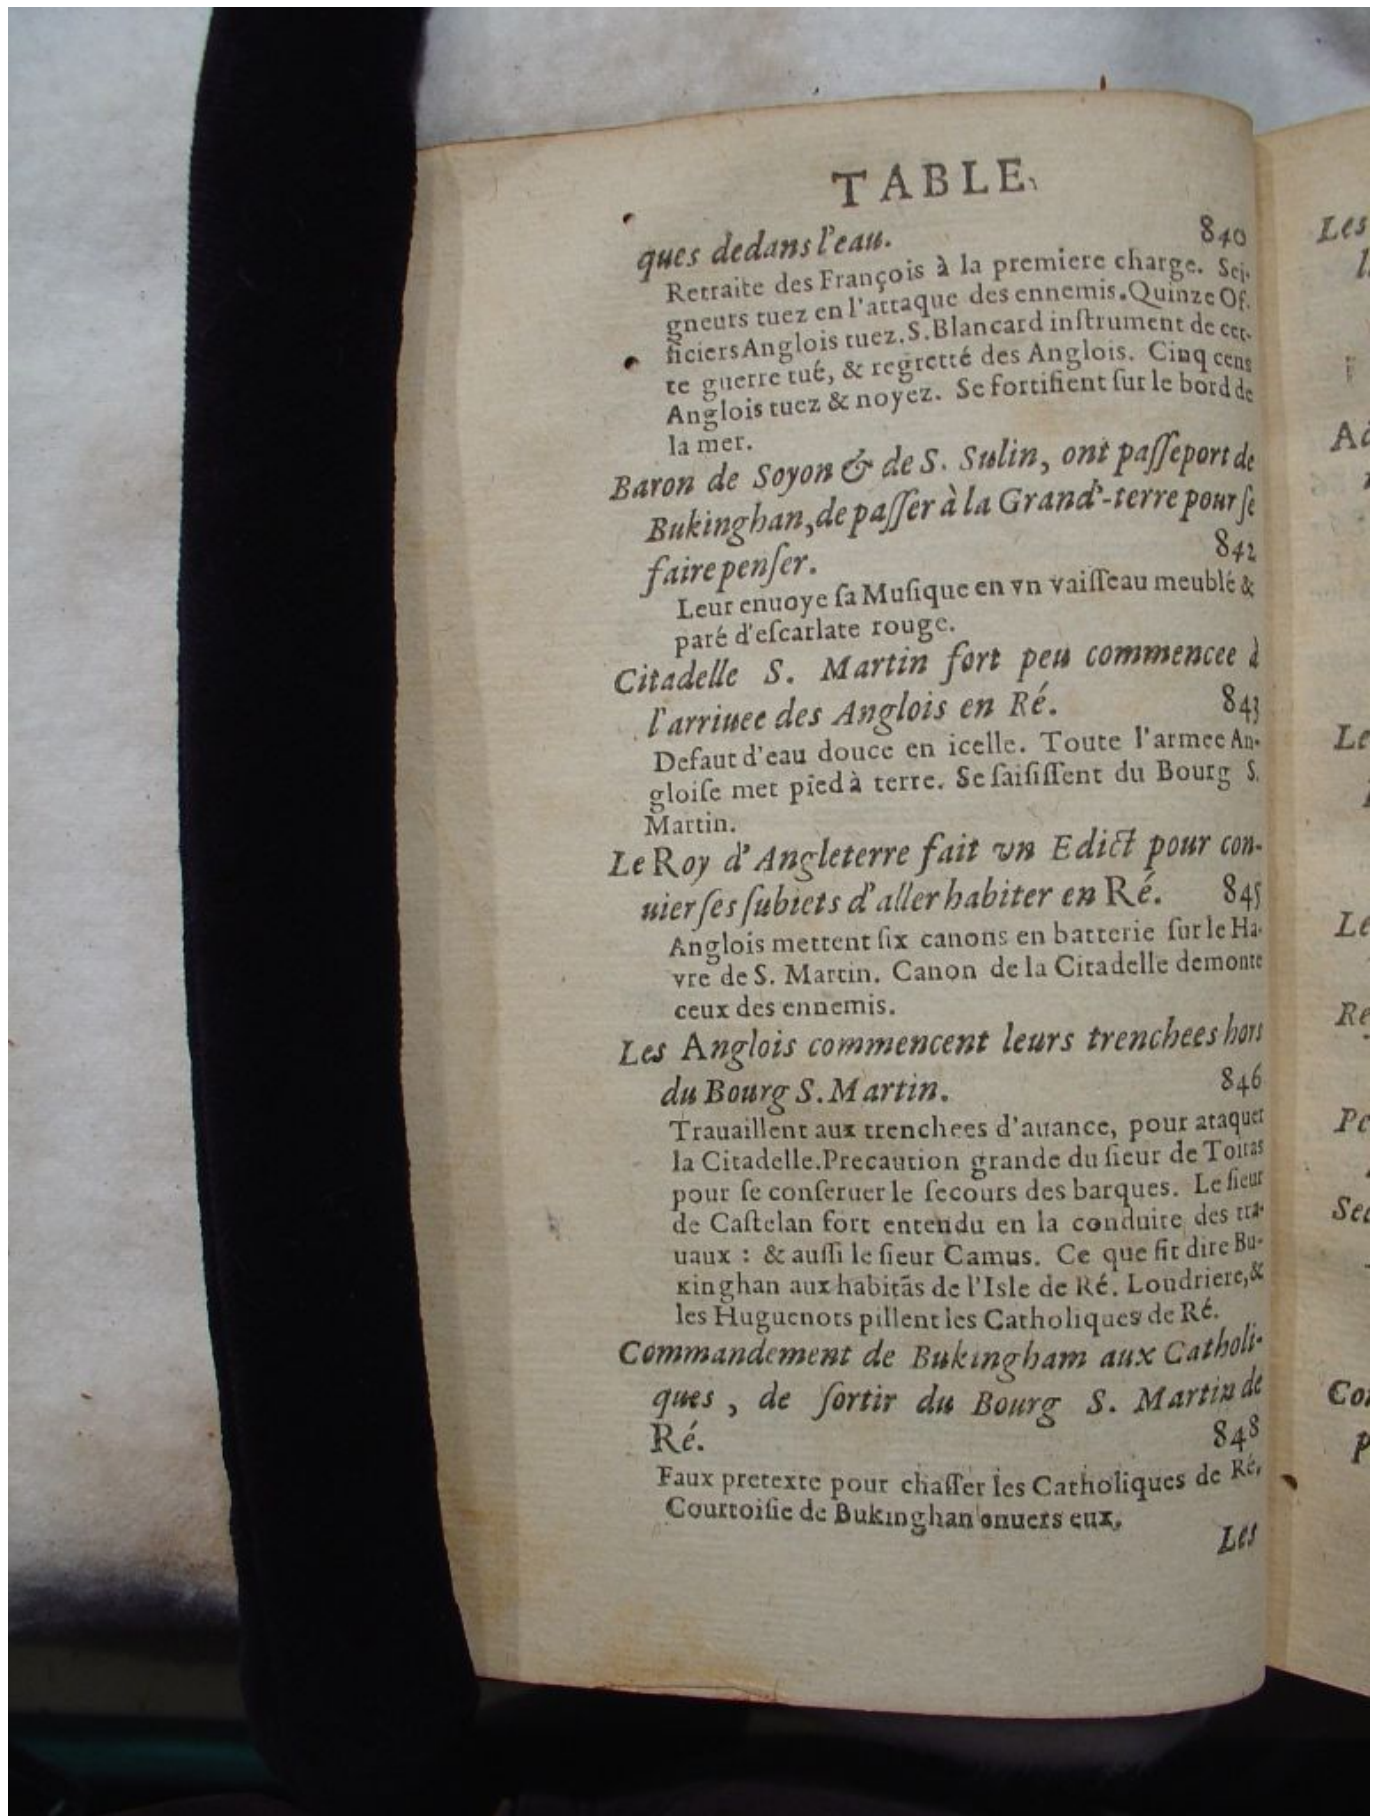 TABLE.
ques dedans l'eau. 840
Retraite des François à la premiere charge. Sei-
gneurs tuez en l'attaque des ennemis. Quinze Of-
ficiers Anglois tuez. S. Blancard inſtrument de cet-
te guerre tué, & regretté des Anglois. Cinq cens
Anglois tuez & noyez. Se fortifient ſur le bord de
la mer.
Baron de Soyon & de S. Sulin, ont paſſeport de
Bukinghan, de paſſer à la Grand'-terre pour ſe
faire penſer. 842
Leur enuoye ſa Muſique en vn vaiſſeau meublé &
paré d'eſcarlate rouge.
Citadelle S. Martin fort peu commencee à
l'arriuee des Anglois en Ré. 843
Defaut d'eau douce en icelle. Toute l'armee An-
gloiſe met pied à terre. Se ſaiſiſſent du Bourg S.
Martin.
Le Roy d'Angleterre fait vn Edict pour con-
uier ſes ſubiets d'aller habiter en Ré. 845
Anglois mettent ſix canons en batterie ſur le Ha-
vre de S. Martin. Canon de la Citadelle demonte
ceux des ennemis.
Les Anglois commencent leurs trenchees hors
du Bourg S. Martin. 846
Trauaillent aux trenchees d'auance, pour ataquer
la Citadelle. Precaution grande du ſieur de Toiras
pour ſe conſeruer le ſecours des barques. Le ſieur
de Caſtelan fort entendu en la conduite des tra-
uaux : & auſſi le ſieur Camus. Ce que fit dire Bu-
kinghan aux habitãs de l'Isle de Ré. Loudriere, &
les Huguenots pillent les Catholiques de Ré.
Commandement de Bukingham aux Catholi-
ques, de ſortir du Bourg S. Martin de
Ré. 848
Faux pretexte pour chaſſer les Catholiques de Ré.
Courtoiſie de Bukinghan enuers eux.
Les
Les
Le
Le
Re
Pe